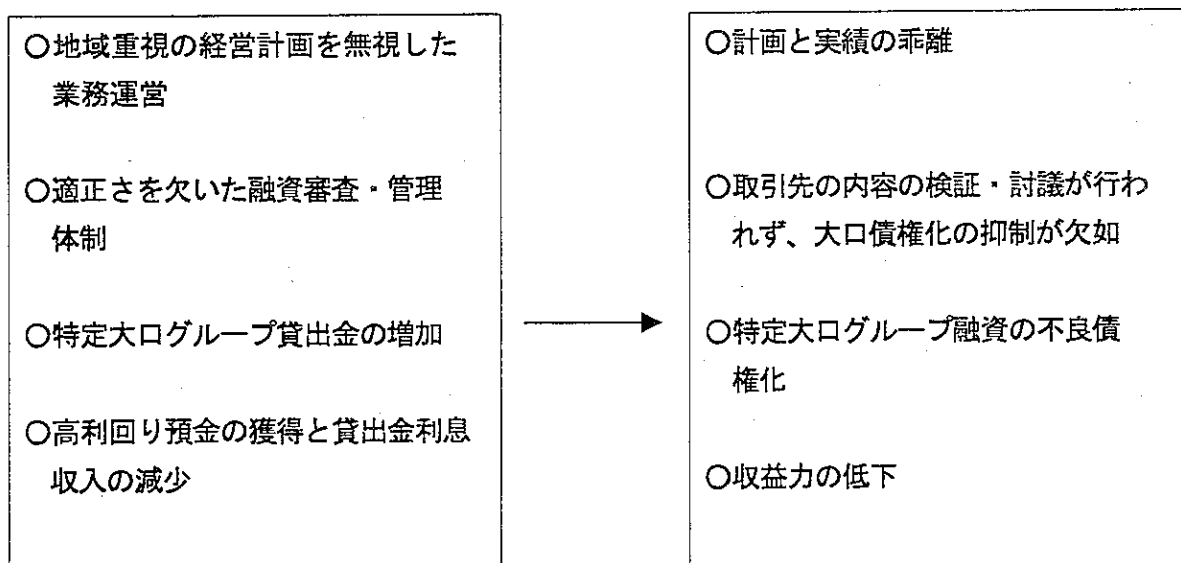 ○地域重視の経営計画を無視した
業務運営
○適正さを欠いた融資審査・管理
体制
○特定大口グループ貸出金の増加
○高利回り預金の獲得と貸出金利息
収入の減少
○計画と実績の乖離
○取引先の内容の検証・討議が行わ
れず、大口債権化の抑制が欠如
○特定大口グループ融資の不良債
権化
○収益力の低下